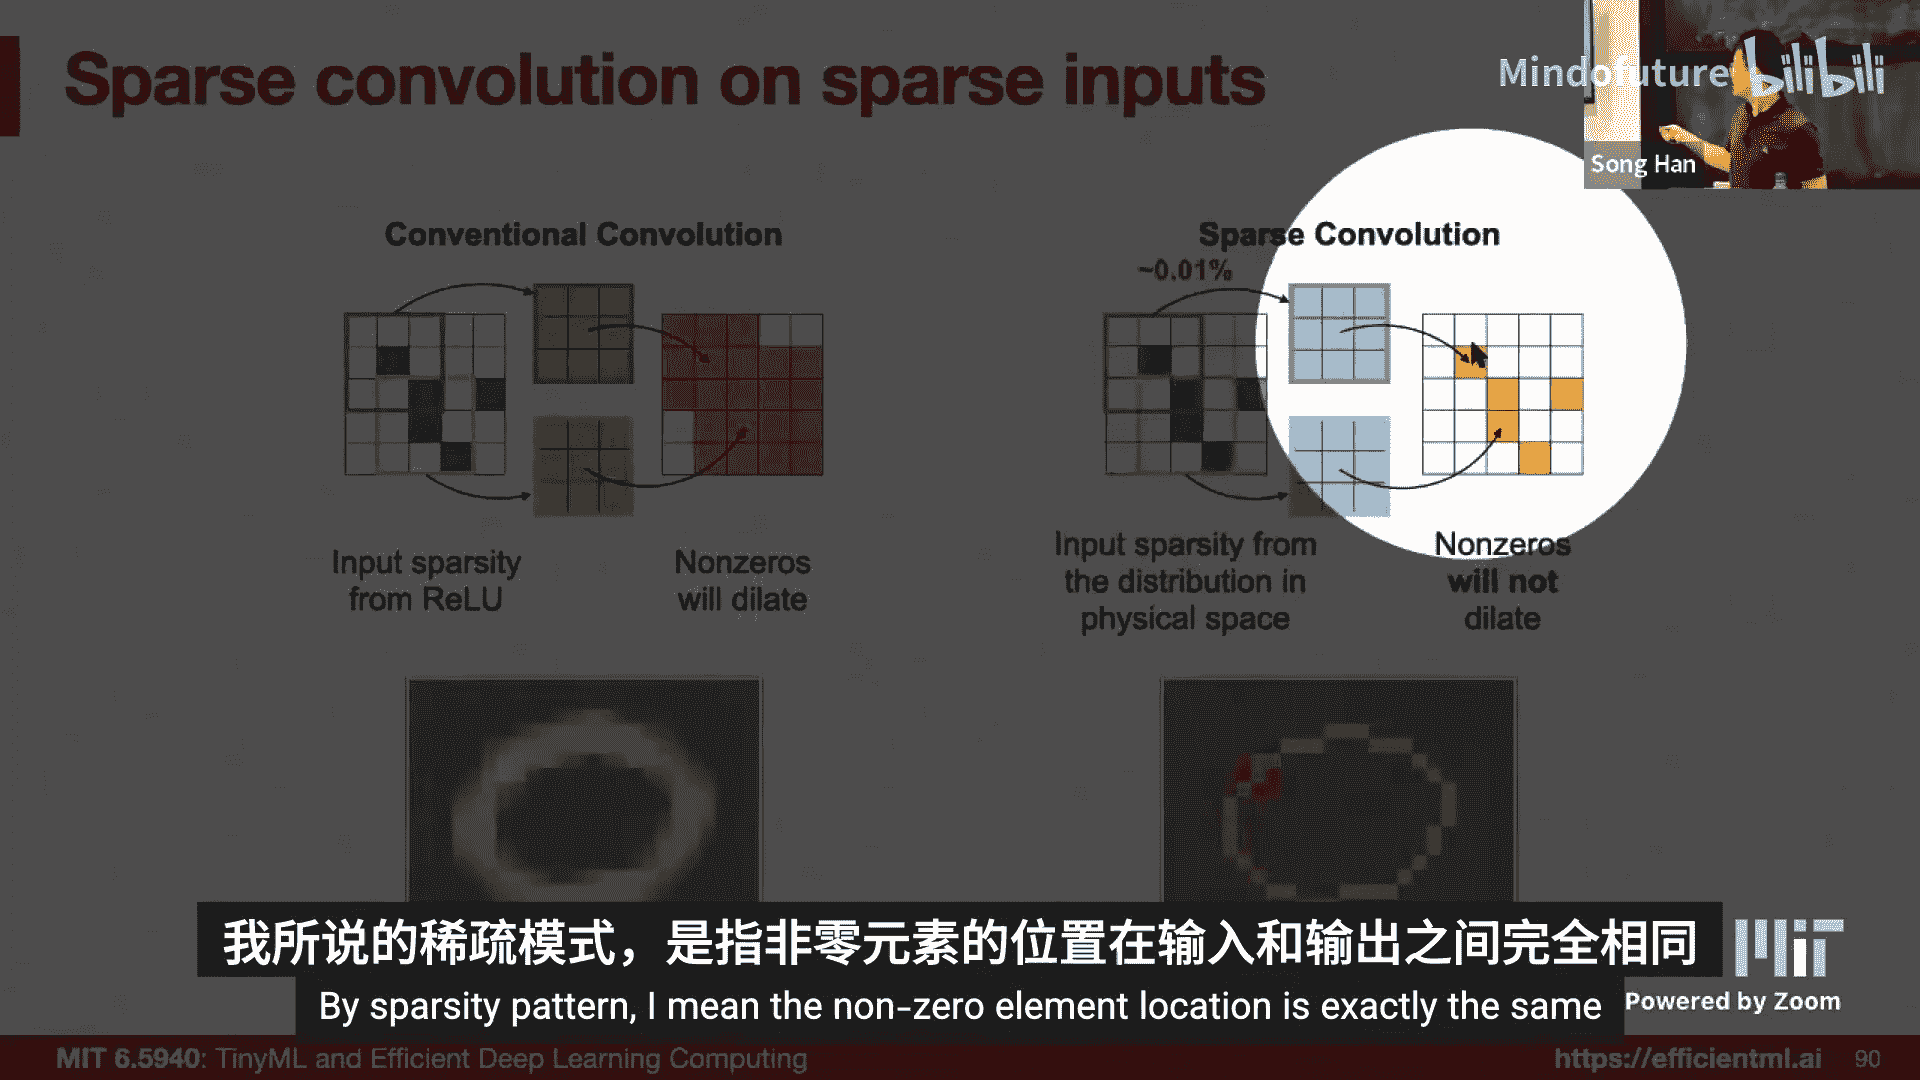 Sparse convolution on sparse inputs
Mindofuture bilibili
Song Han
Conventional Convolution
Sparse Convolution
~0.01%
Input sparsity
from ReLU
Nonzeros
will dilate
Input sparsity from
the distribution in
physical space
Nonzeros
will not
dilate
我所说的稀疏模式，是指非零元素的位置在输入和输出之间完全相同
By sparsity pattern, I mean the non-zero element location is exactly the same
MIT
Powered by Zoom
MIT 6.5940: TinyML and Efficient Deep Learning Computing
https://efficientml.ai
90